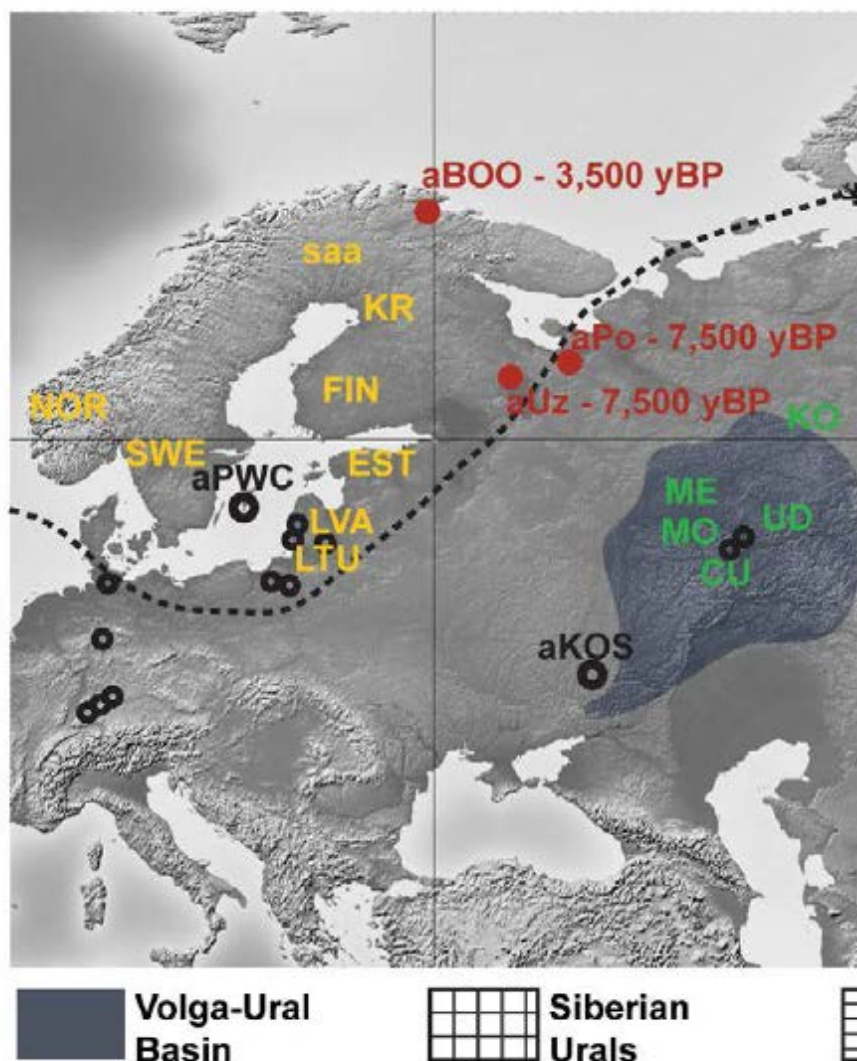 aBOO - 3,500 yBP
saa
KR
aPo - 7,500 yBP
FIN
aUz - 7,500 yBP
NOR
KO
SWE
EST
aPWC
ME
LVA
MO
UD
LTU
CU
aKOS
Volga-Ural
Basin
Siberian
Urals